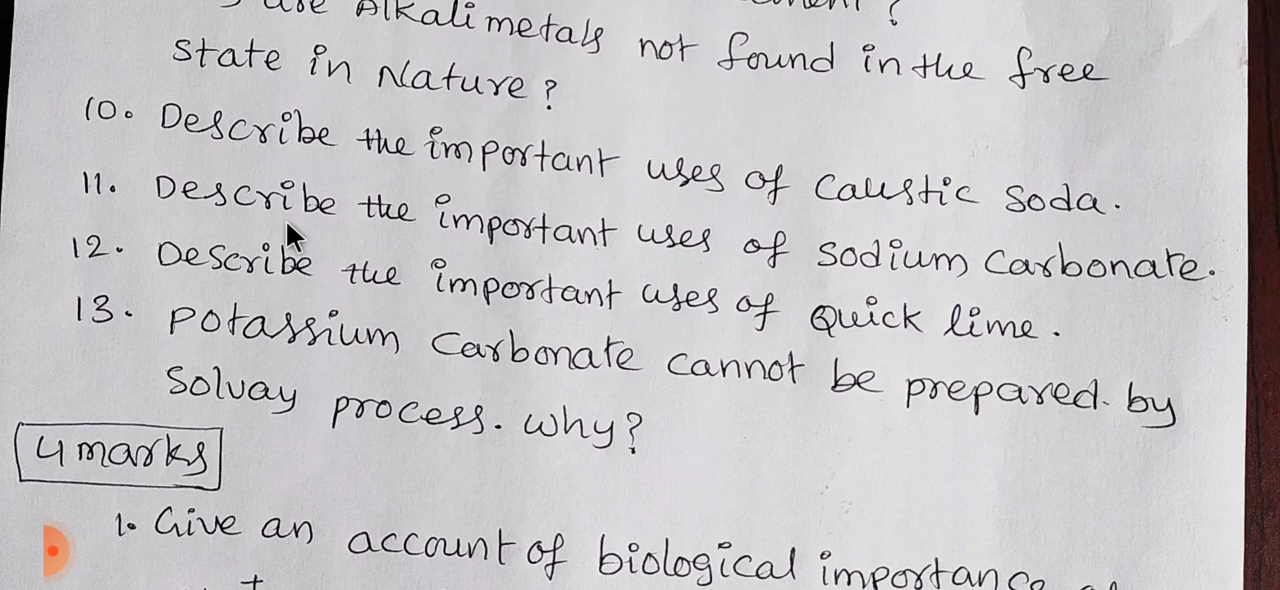 Alkali metals not found in the free
state in Nature?
10. Describe the important uses of Caustic Soda.
11. Describe the important uses of Sodium Carbonate.
12. Describe the important uses of Quick lime.
13. Potassium Carbonate cannot be prepared by
Solvay process. Why?
4 marks
1. Give an account of biological importance